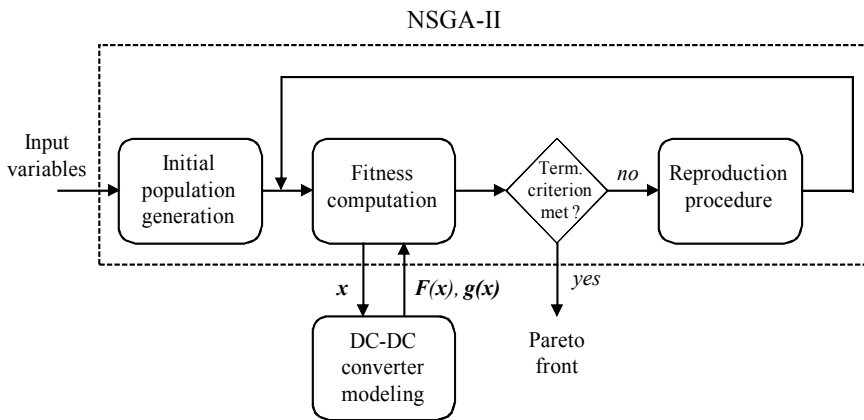 NSGA-II
Input
variables
Initial
population
generation
Fitness
computation
Term.
criterion
met ?
no
Reproduction
procedure
x
F(x), g(x)
yes
DC-DC
converter
modeling
Pareto
front